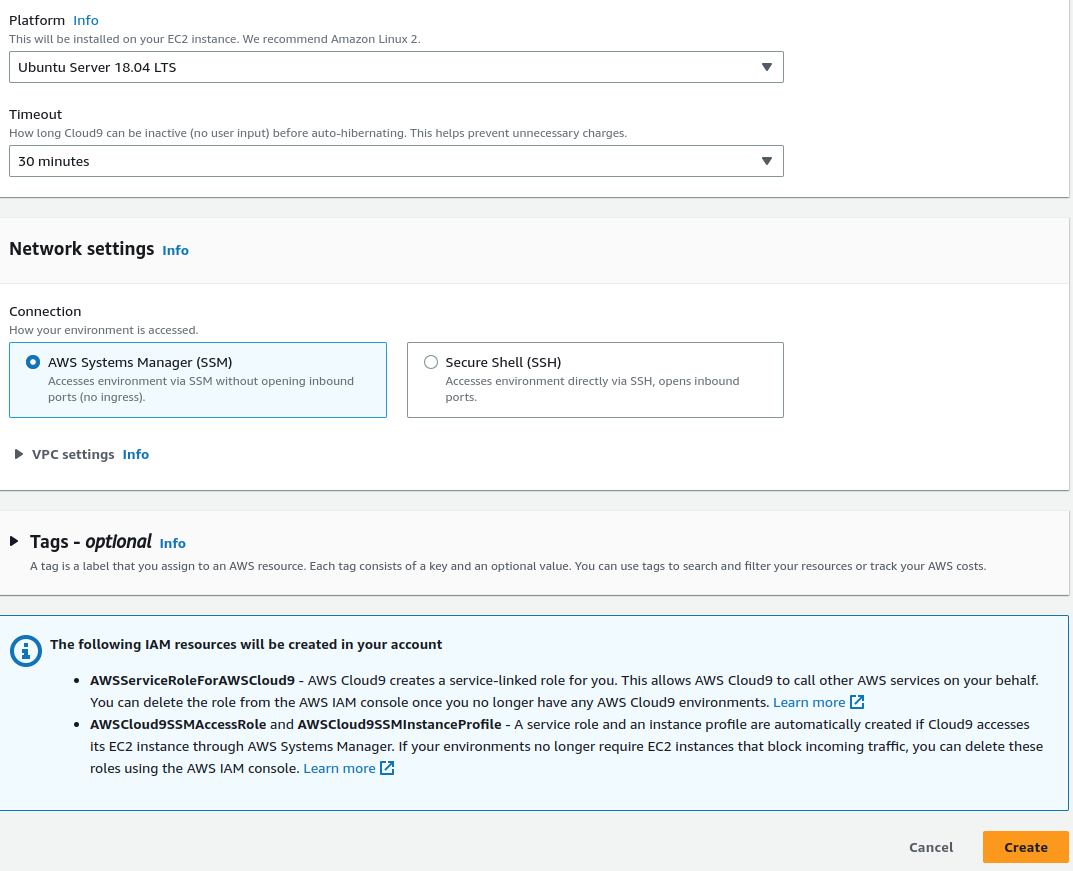 Platform Info
This will be installed on your EC2 instance. We recommend Amazon Linux 2.
Ubuntu Server 18.04 LTS
Timeout
How long Cloud9 can be inactive (no user input) before auto-hibernating. This helps prevent unnecessary charges.
30 minutes
Network settings Info
Connection
How your environment is accessed.
AWS Systems Manager (SSM)
Accesses environment via SSM without opening inbound
ports (no ingress).
Secure Shell (SSH)
Accesses environment directly via SSH, opens inbound
ports.
VPC settings Info
Tags - optional Info
A tag is a label that you assign to an AWS resource. Each tag consists of a key and an optional value. You can use tags to search and filter your resources or track your AWS costs.
The following IAM resources will be created in your account
• AWSServiceRoleForAWSCloud9 - AWS Cloud9 creates a service-linked role for you. This allows AWS Cloud9 to call other AWS services on your behalf.
You can delete the role from the AWS IAM console once you no longer have any AWS Cloud9 environments. Learn more
• AWSCloud9SSMAccessRole and AWSCloud9SSMInstanceProfile - A service role and an instance profile are automatically created if Cloud9 accesses
its EC2 instance through AWS Systems Manager. If your environments no longer require EC2 instances that block incoming traffic, you can delete these
roles using the AWS IAM console. Learn more
Cancel
Create